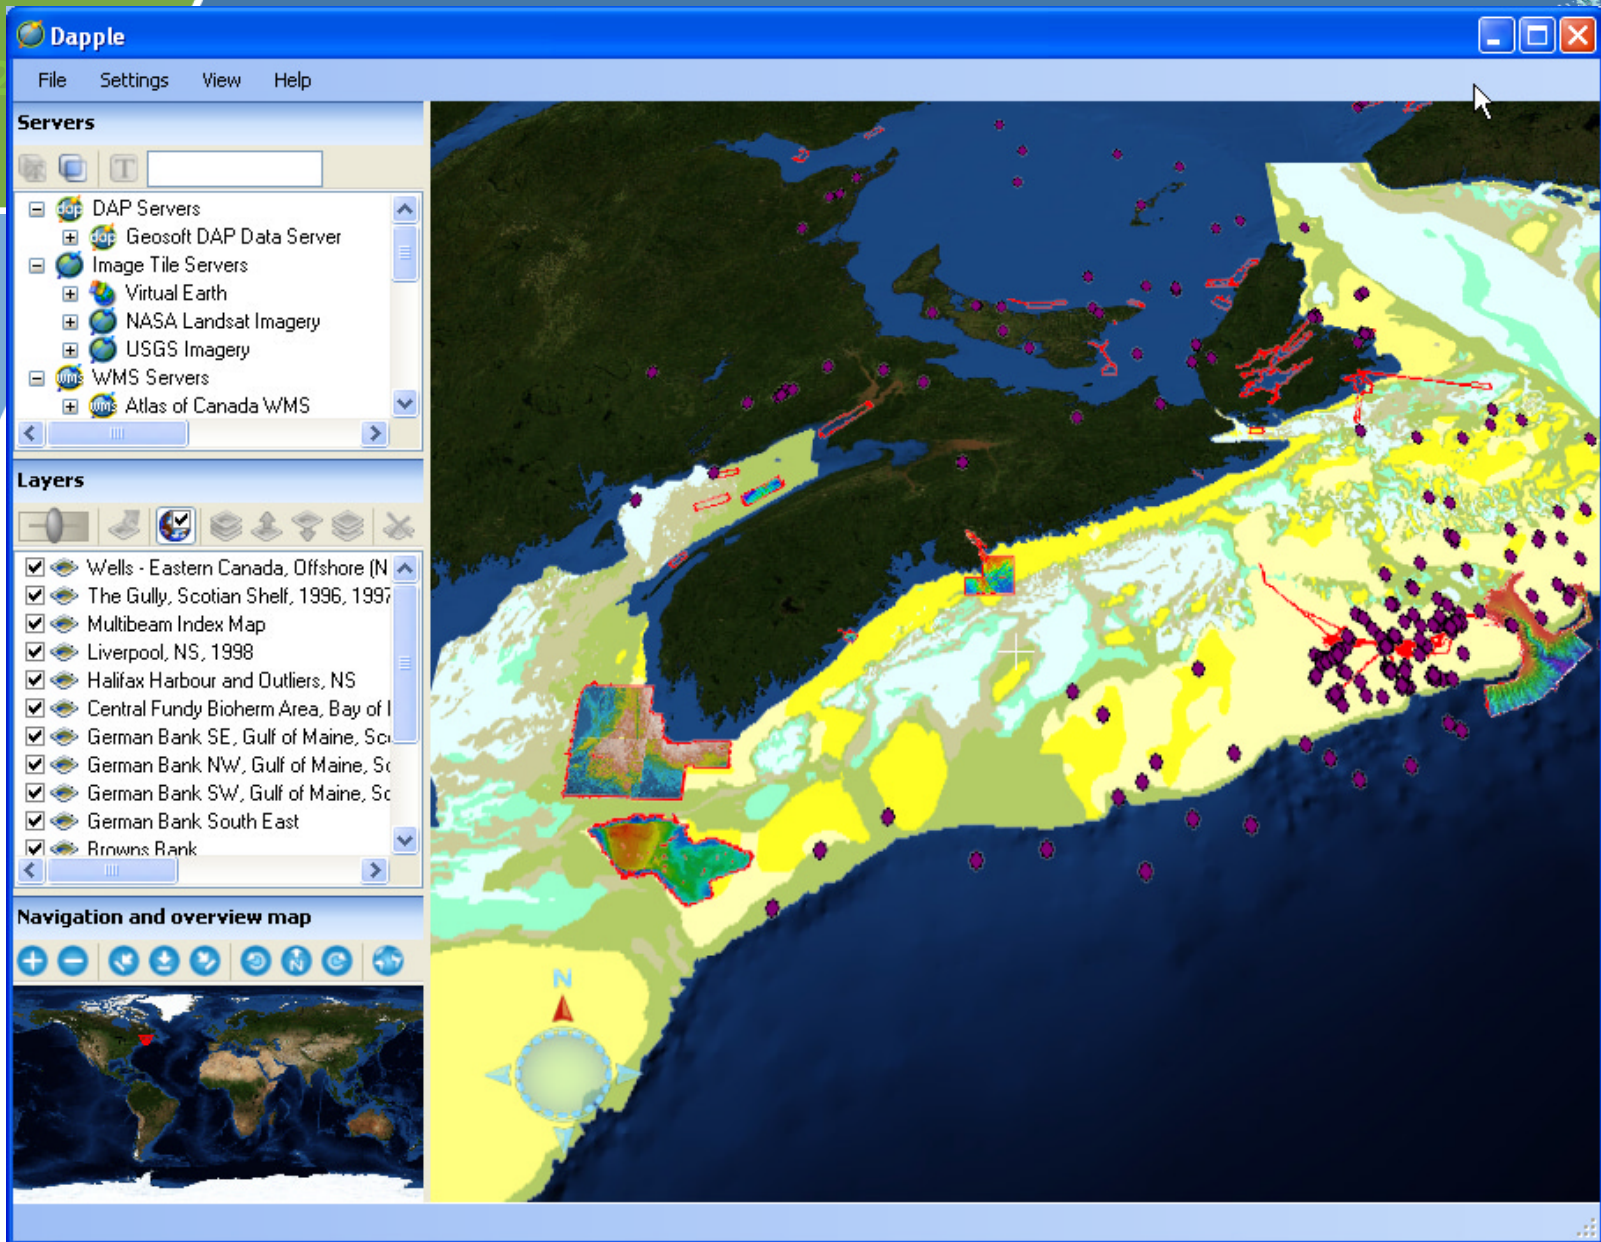 Dapple
File Settings View Help
Servers
T
DAP Servers
Geosoft DAP Data Server
Image Tile Servers
Virtual Earth
NASA Landsat Imagery
USGS Imagery
WMS Servers
Atlas of Canada WMS
Layers
Wells - Eastern Canada, Offshore (N
The Gully, Scotian Shelf, 1996, 1997
Multibeam Index Map
Liverpool, NS, 1998
Halifax Harbour and Outliers, NS
Central Fundy Bioherm Area, Bay of
German Bank SE, Gulf of Maine, Sc
German Bank NW, Gulf of Maine, Sc
German Bank SW, Gulf of Maine, Sc
German Bank South East
Browns Bank
Navigation and overview map
N
N